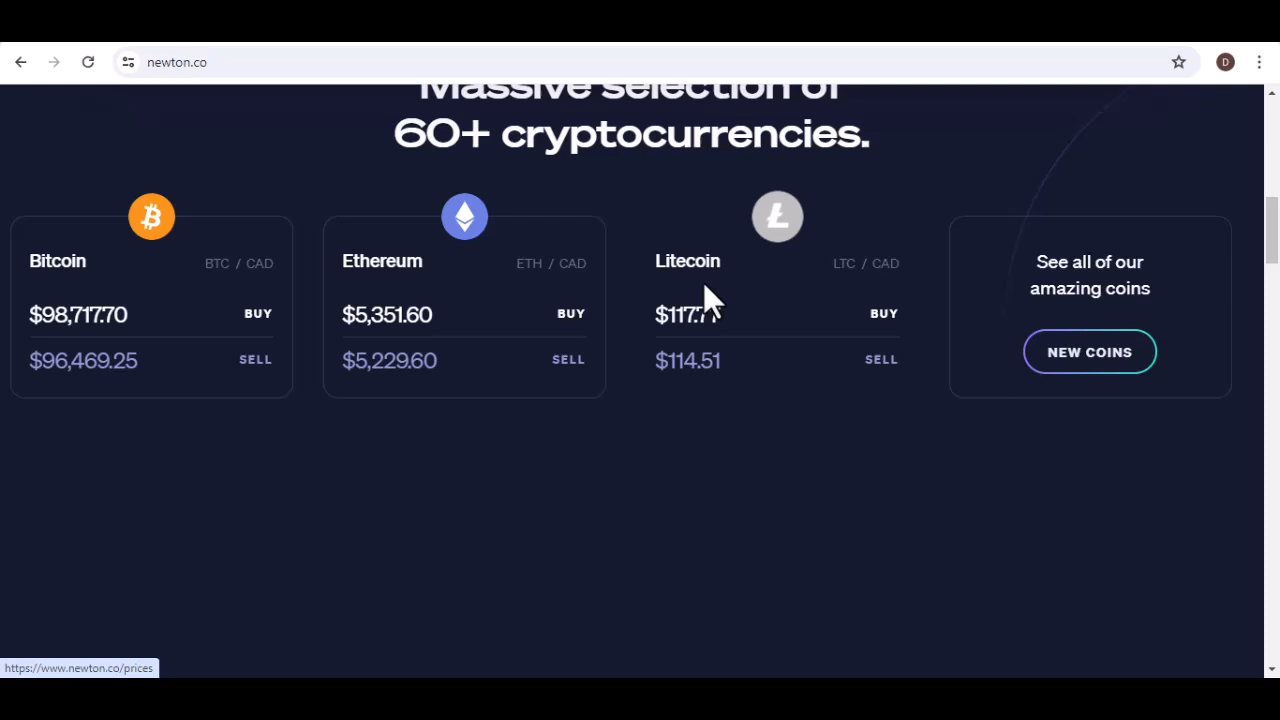 newton.co
D
Massive selection of
60+ cryptocurrencies.
Bitcoin
BTC / CAD
$98,717.70
BUY
$96,469.25
SELL
Ethereum
ETH / CAD
$5,351.60
BUY
$5,229.60
SELL
Litecoin
LTC / CAD
BUY
$114.51
SELL
See all of our
amazing coins
NEW COINS
https://www.newton.co/prices